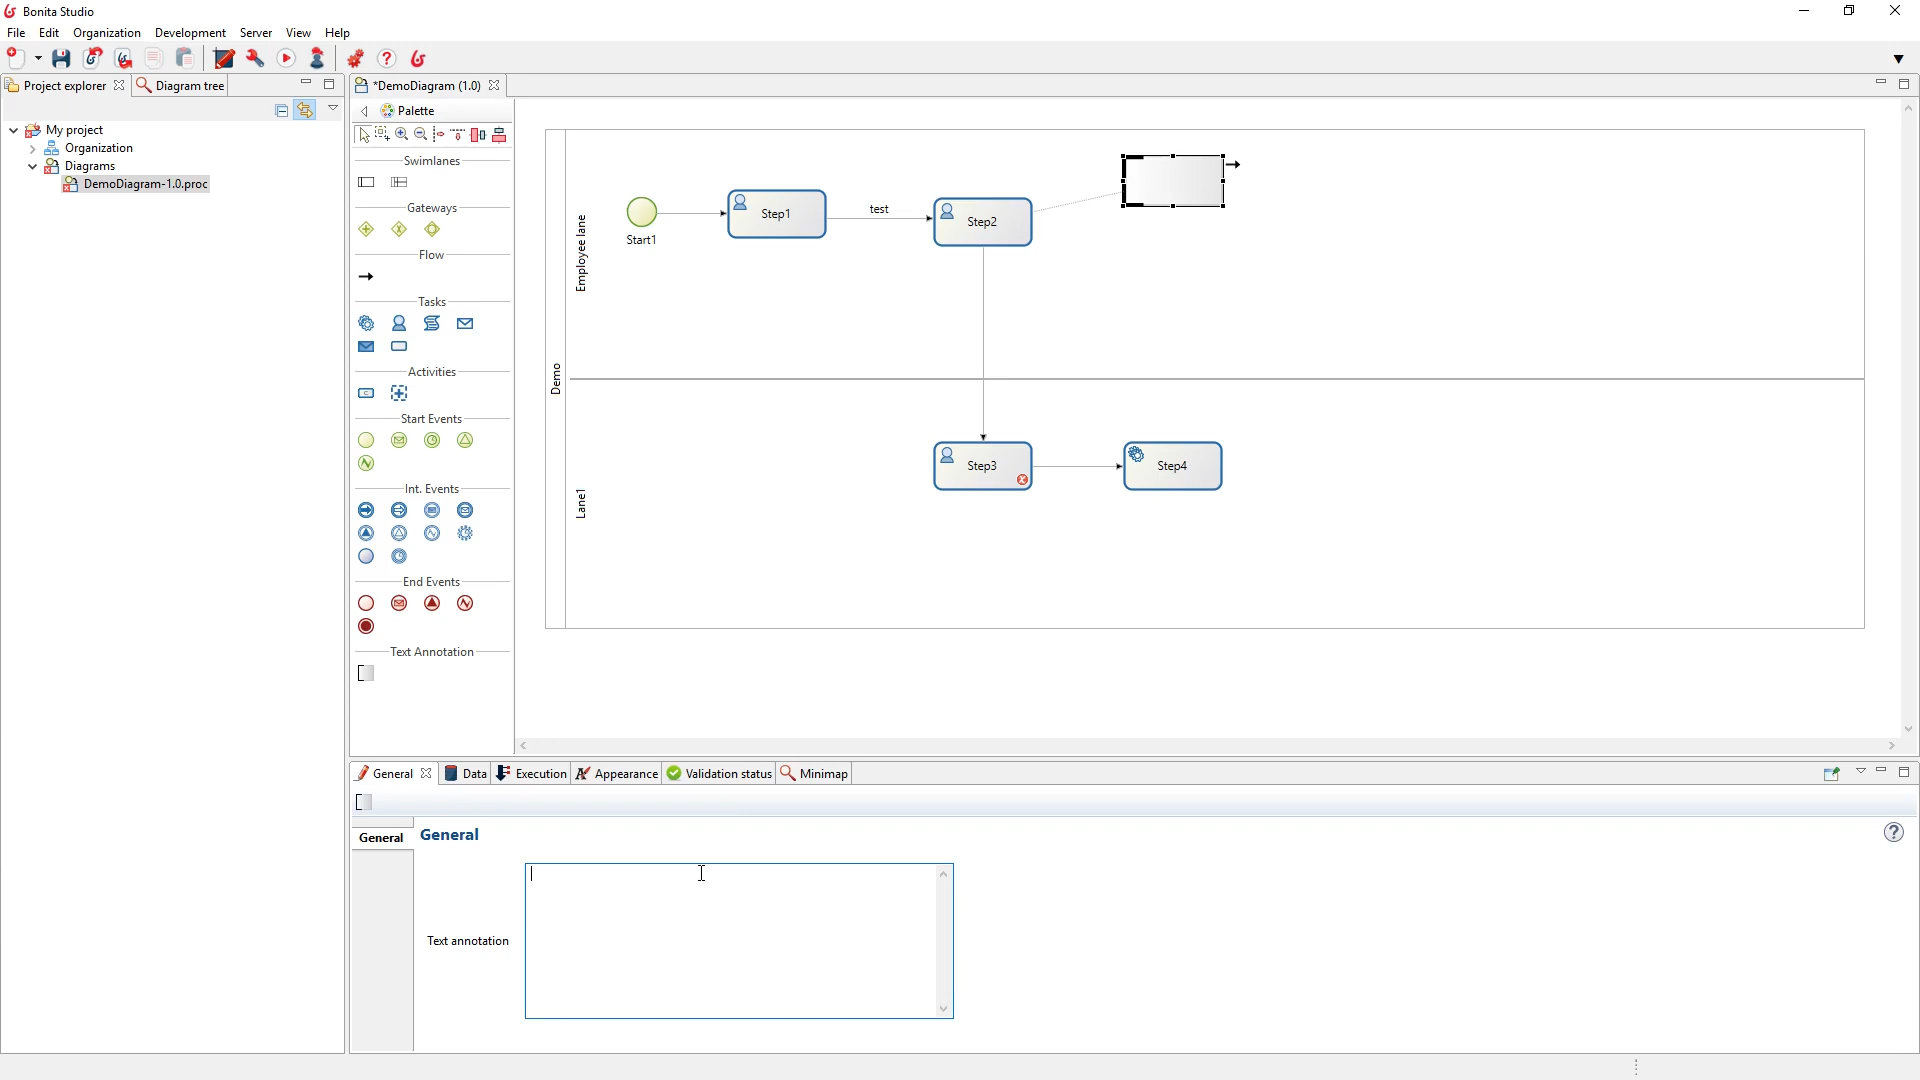 Bonita Studio
File Edit Organization Development Server View Help
Project explorer Diagram tree *DemoDiagram (1.0)
Palette
My project
Organization
Diagrams
DemoDiagram-1.0.proc
Swimlanes
Gateways
Flow
Tasks
Activities
Start Events
Int. Events
End Events
Text Annotation
Demo
Employee lane
Start1
Step1
test
Step2
Lane1
Step3
Step4
General Data Execution Appearance Validation status Minimap
General General
Text annotation